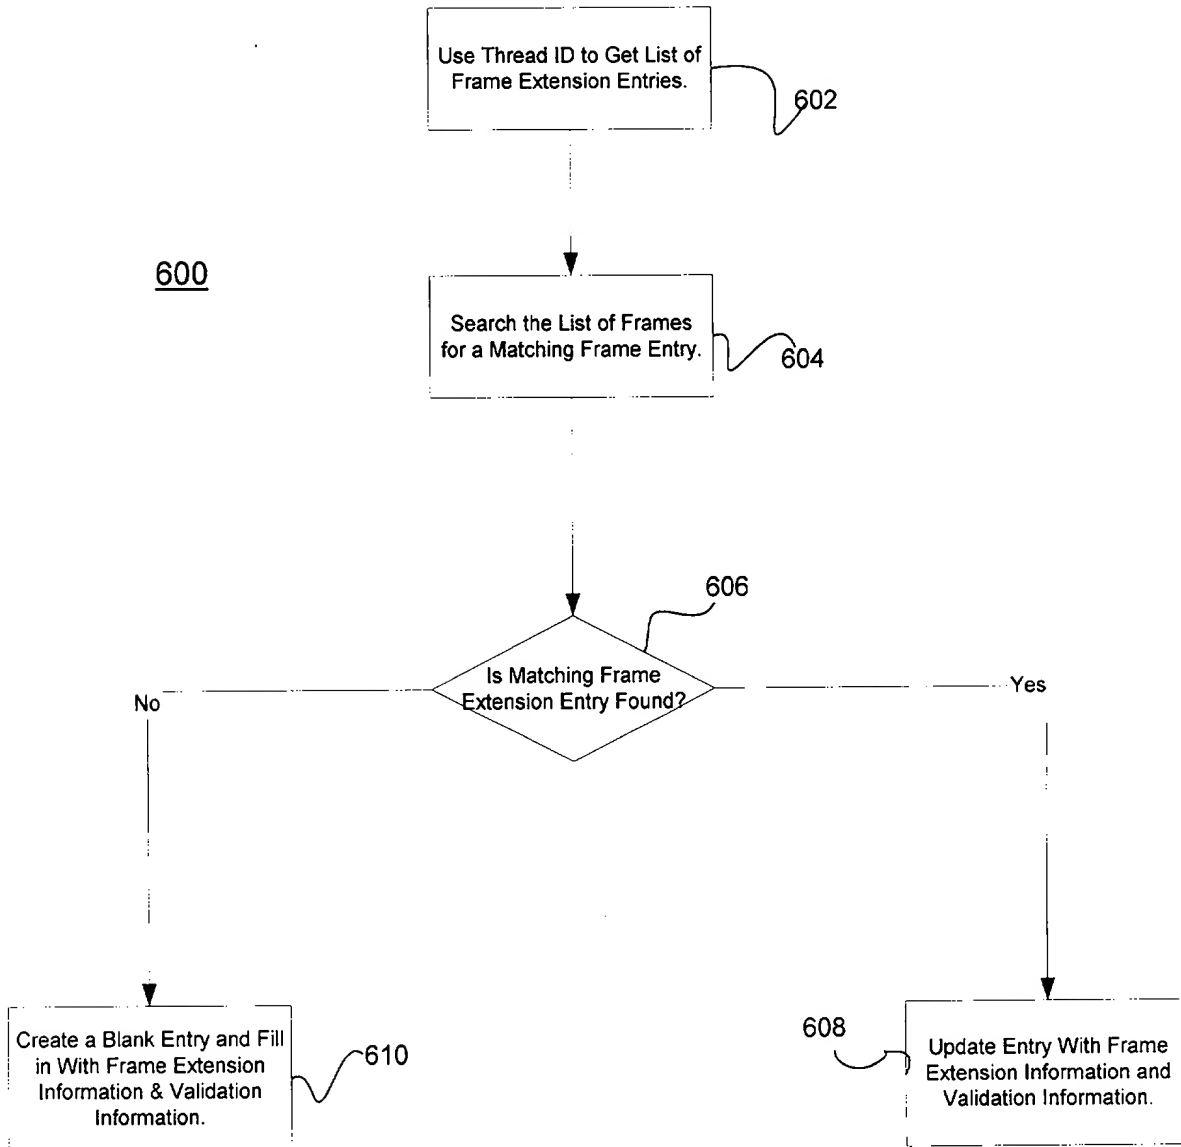 Use Thread ID to Get List of
Frame Extension Entries.
602
600
Search the List of Frames
for a Matching Frame Entry.
604
606
Is Matching Frame
Extension Entry Found?
No
Yes
Create a Blank Entry and Fill
in With Frame Extension
Information & Validation
Information.
610
608
Update Entry With Frame
Extension Information and
Validation Information.